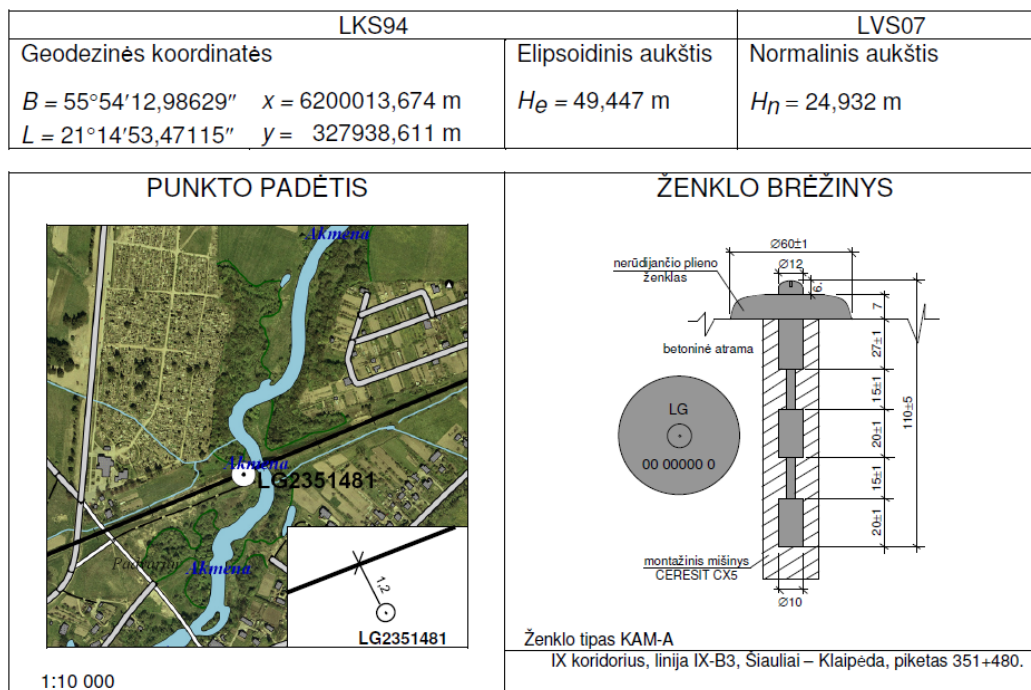 LKS94
LVS07
Geodezinės koordinatės
Elipsoidinis aukštis
Normalinis aukštis
B = 55°54′12,98629″ x = 6200013,674 m
He = 49,447 m
Hn = 24,932 m
L = 21°14′53,47115″ y = 327938,611 m
PUNKTO PADĖTIS
Akmena
Akmena
LG2351481
Akmena
1.2
LG2351481
1:10 000
ŽENKLO BRĖŽINYS
∅60±1
nerūdijančio plieno
ženklas
∅12
6.
7
betoninė atrama
27±1
15±1
110±5
LG
00 00000 0
20±1
15±1
20±1
montažinis mišinys
CERESIT CX5
∅10
Ženklo tipas KAM-A
IX koridorius, linija IX-B3, Šiauliai – Klaipėda, piketas 351+480.